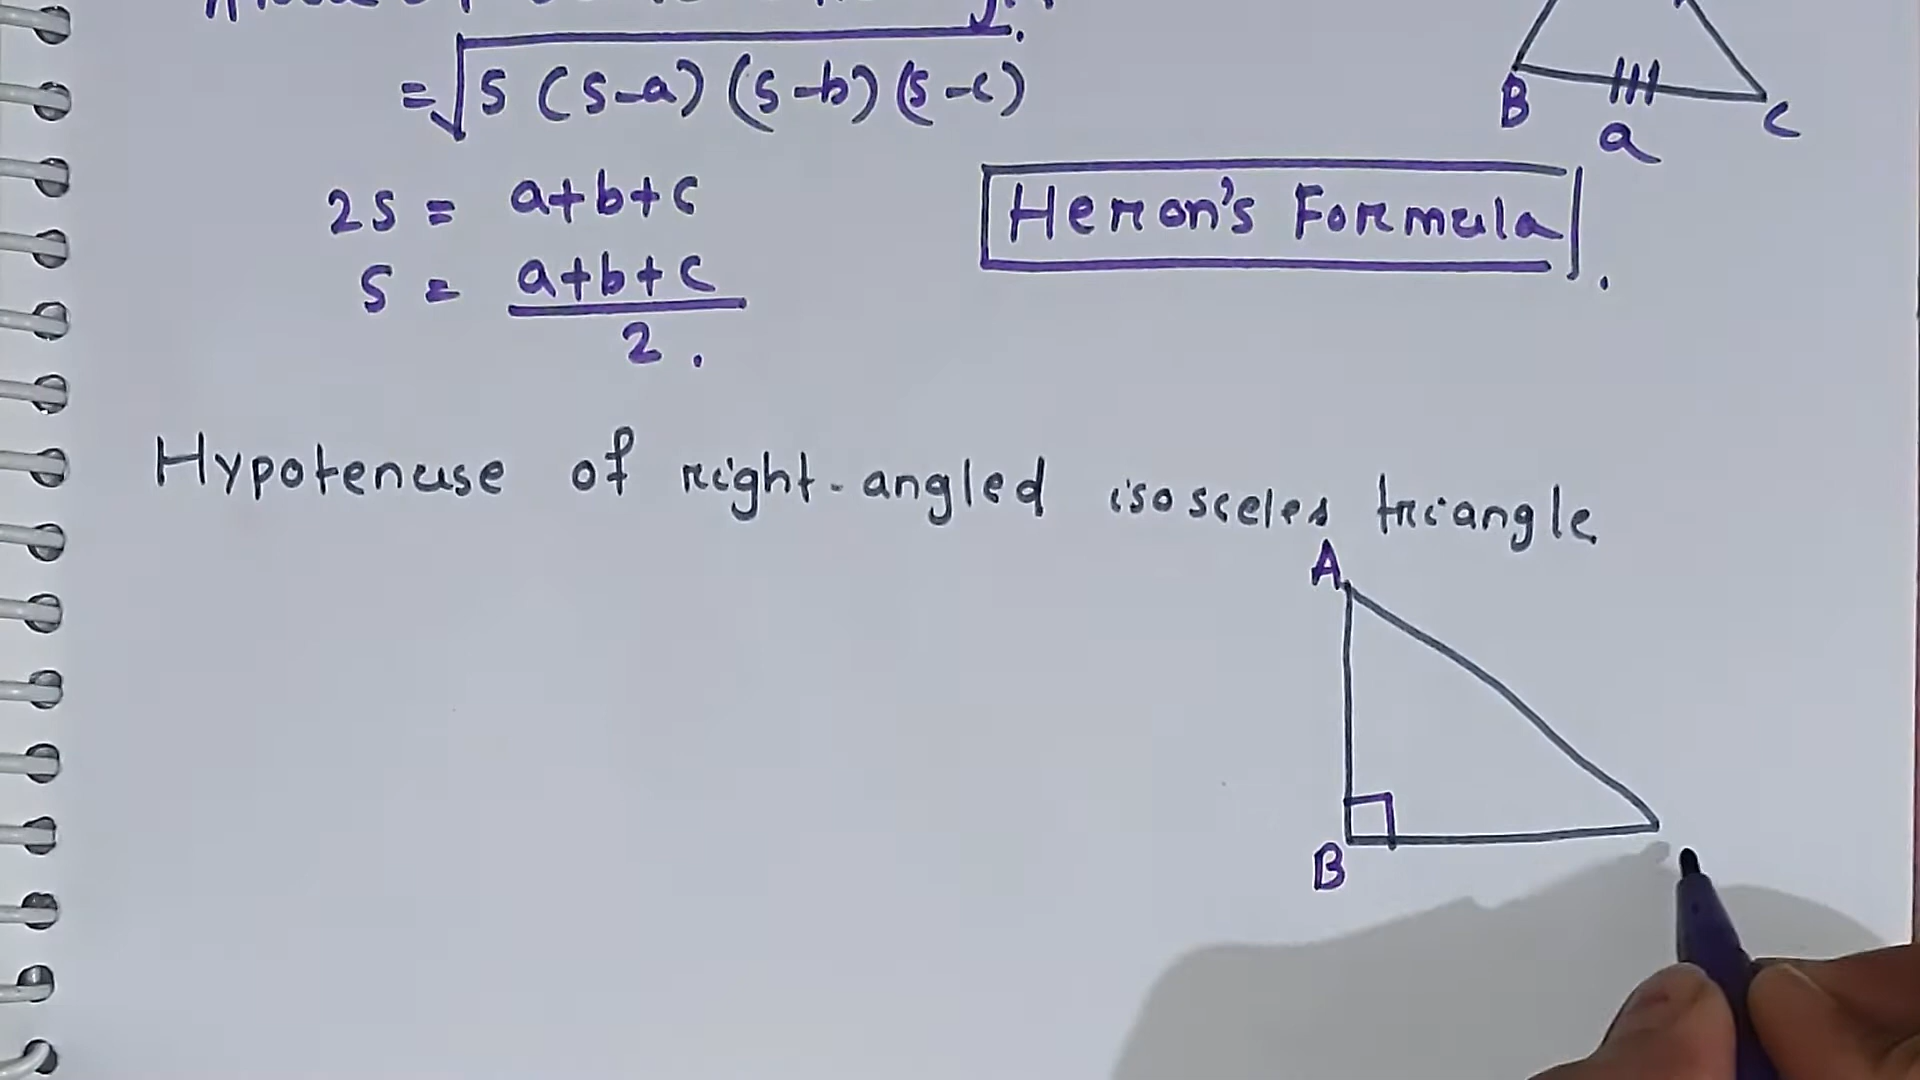 = √s (s-a) (s-b) (s-c)
B
C
a
2s = a+b+c
s = a+b+c
2.
Heron's Formula.
Hypotenuse of right-angled isosceles triangle
A
B